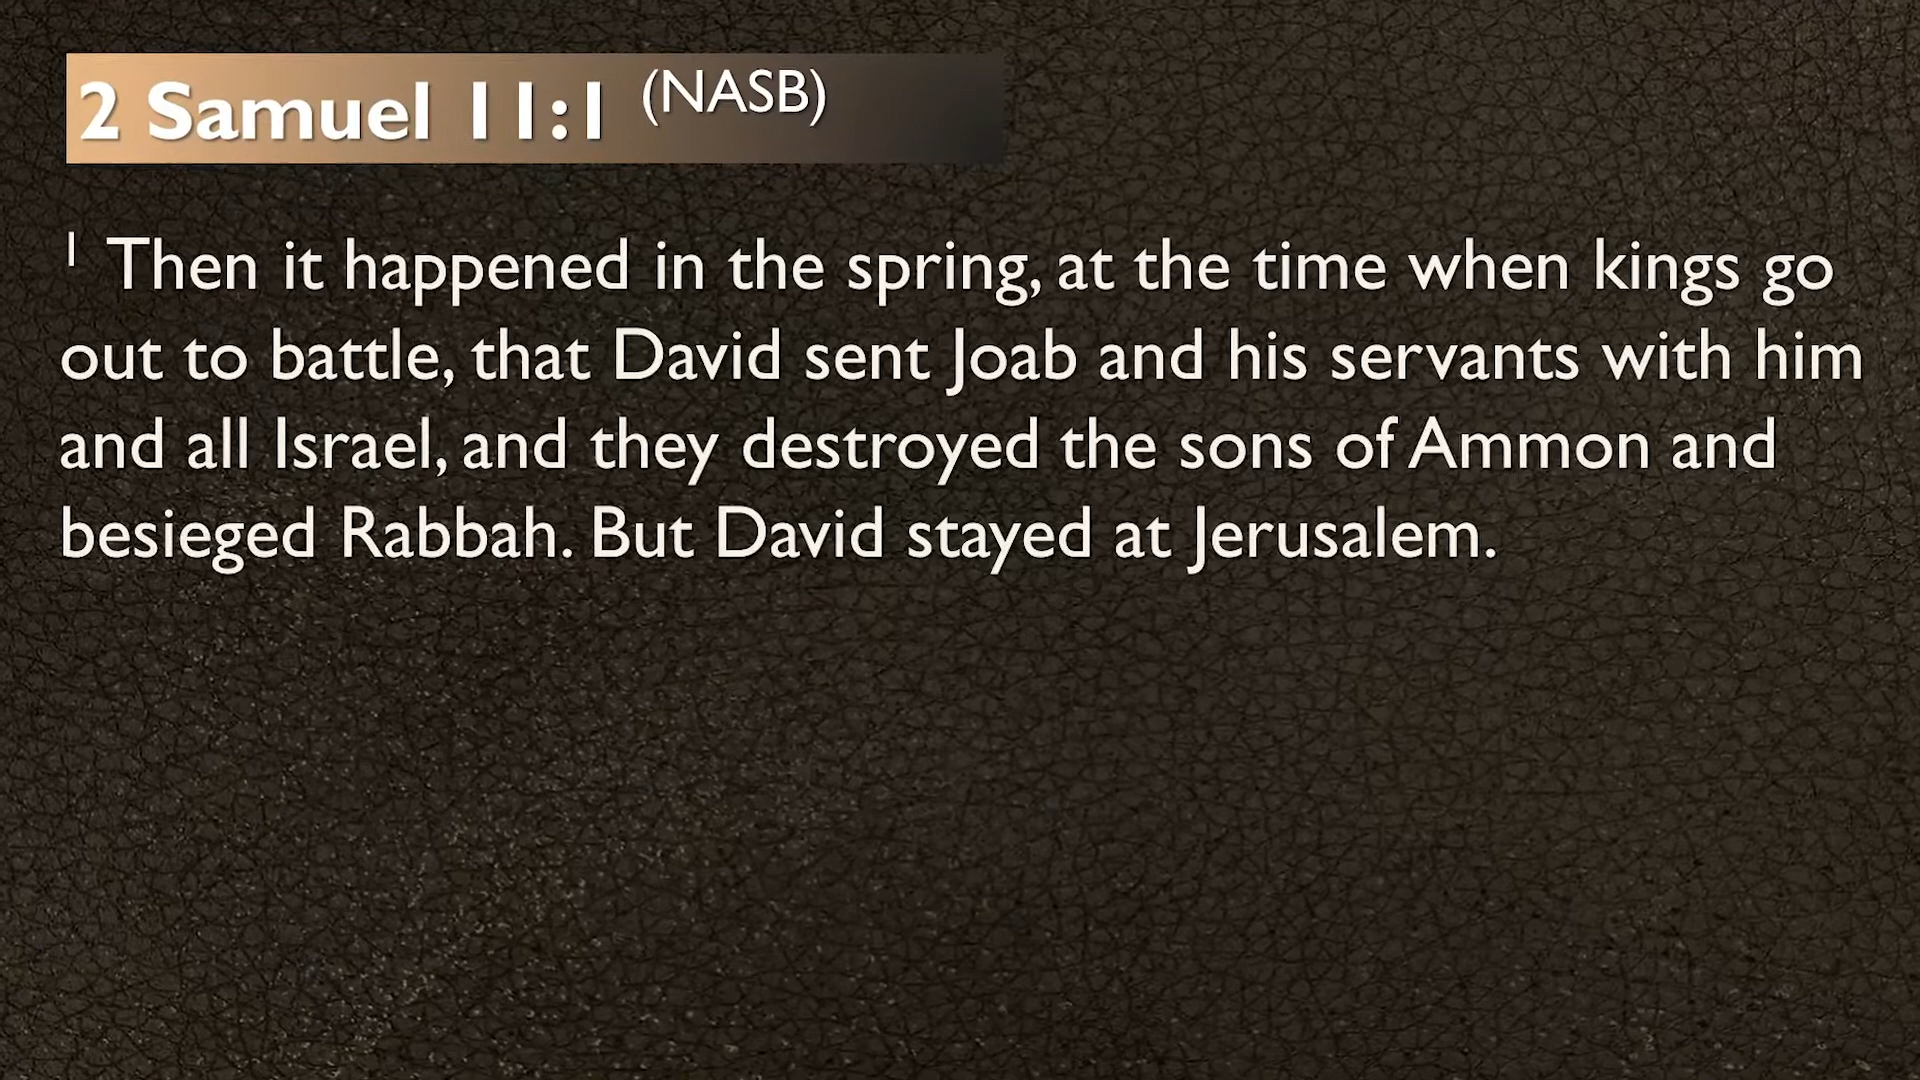 2 Samuel 11:1 (NASB)
1 Then it happened in the spring, at the time when kings go
out to battle, that David sent Joab and his servants with him
and all Israel, and they destroyed the sons of Ammon and
besieged Rabbah. But David stayed at Jerusalem.